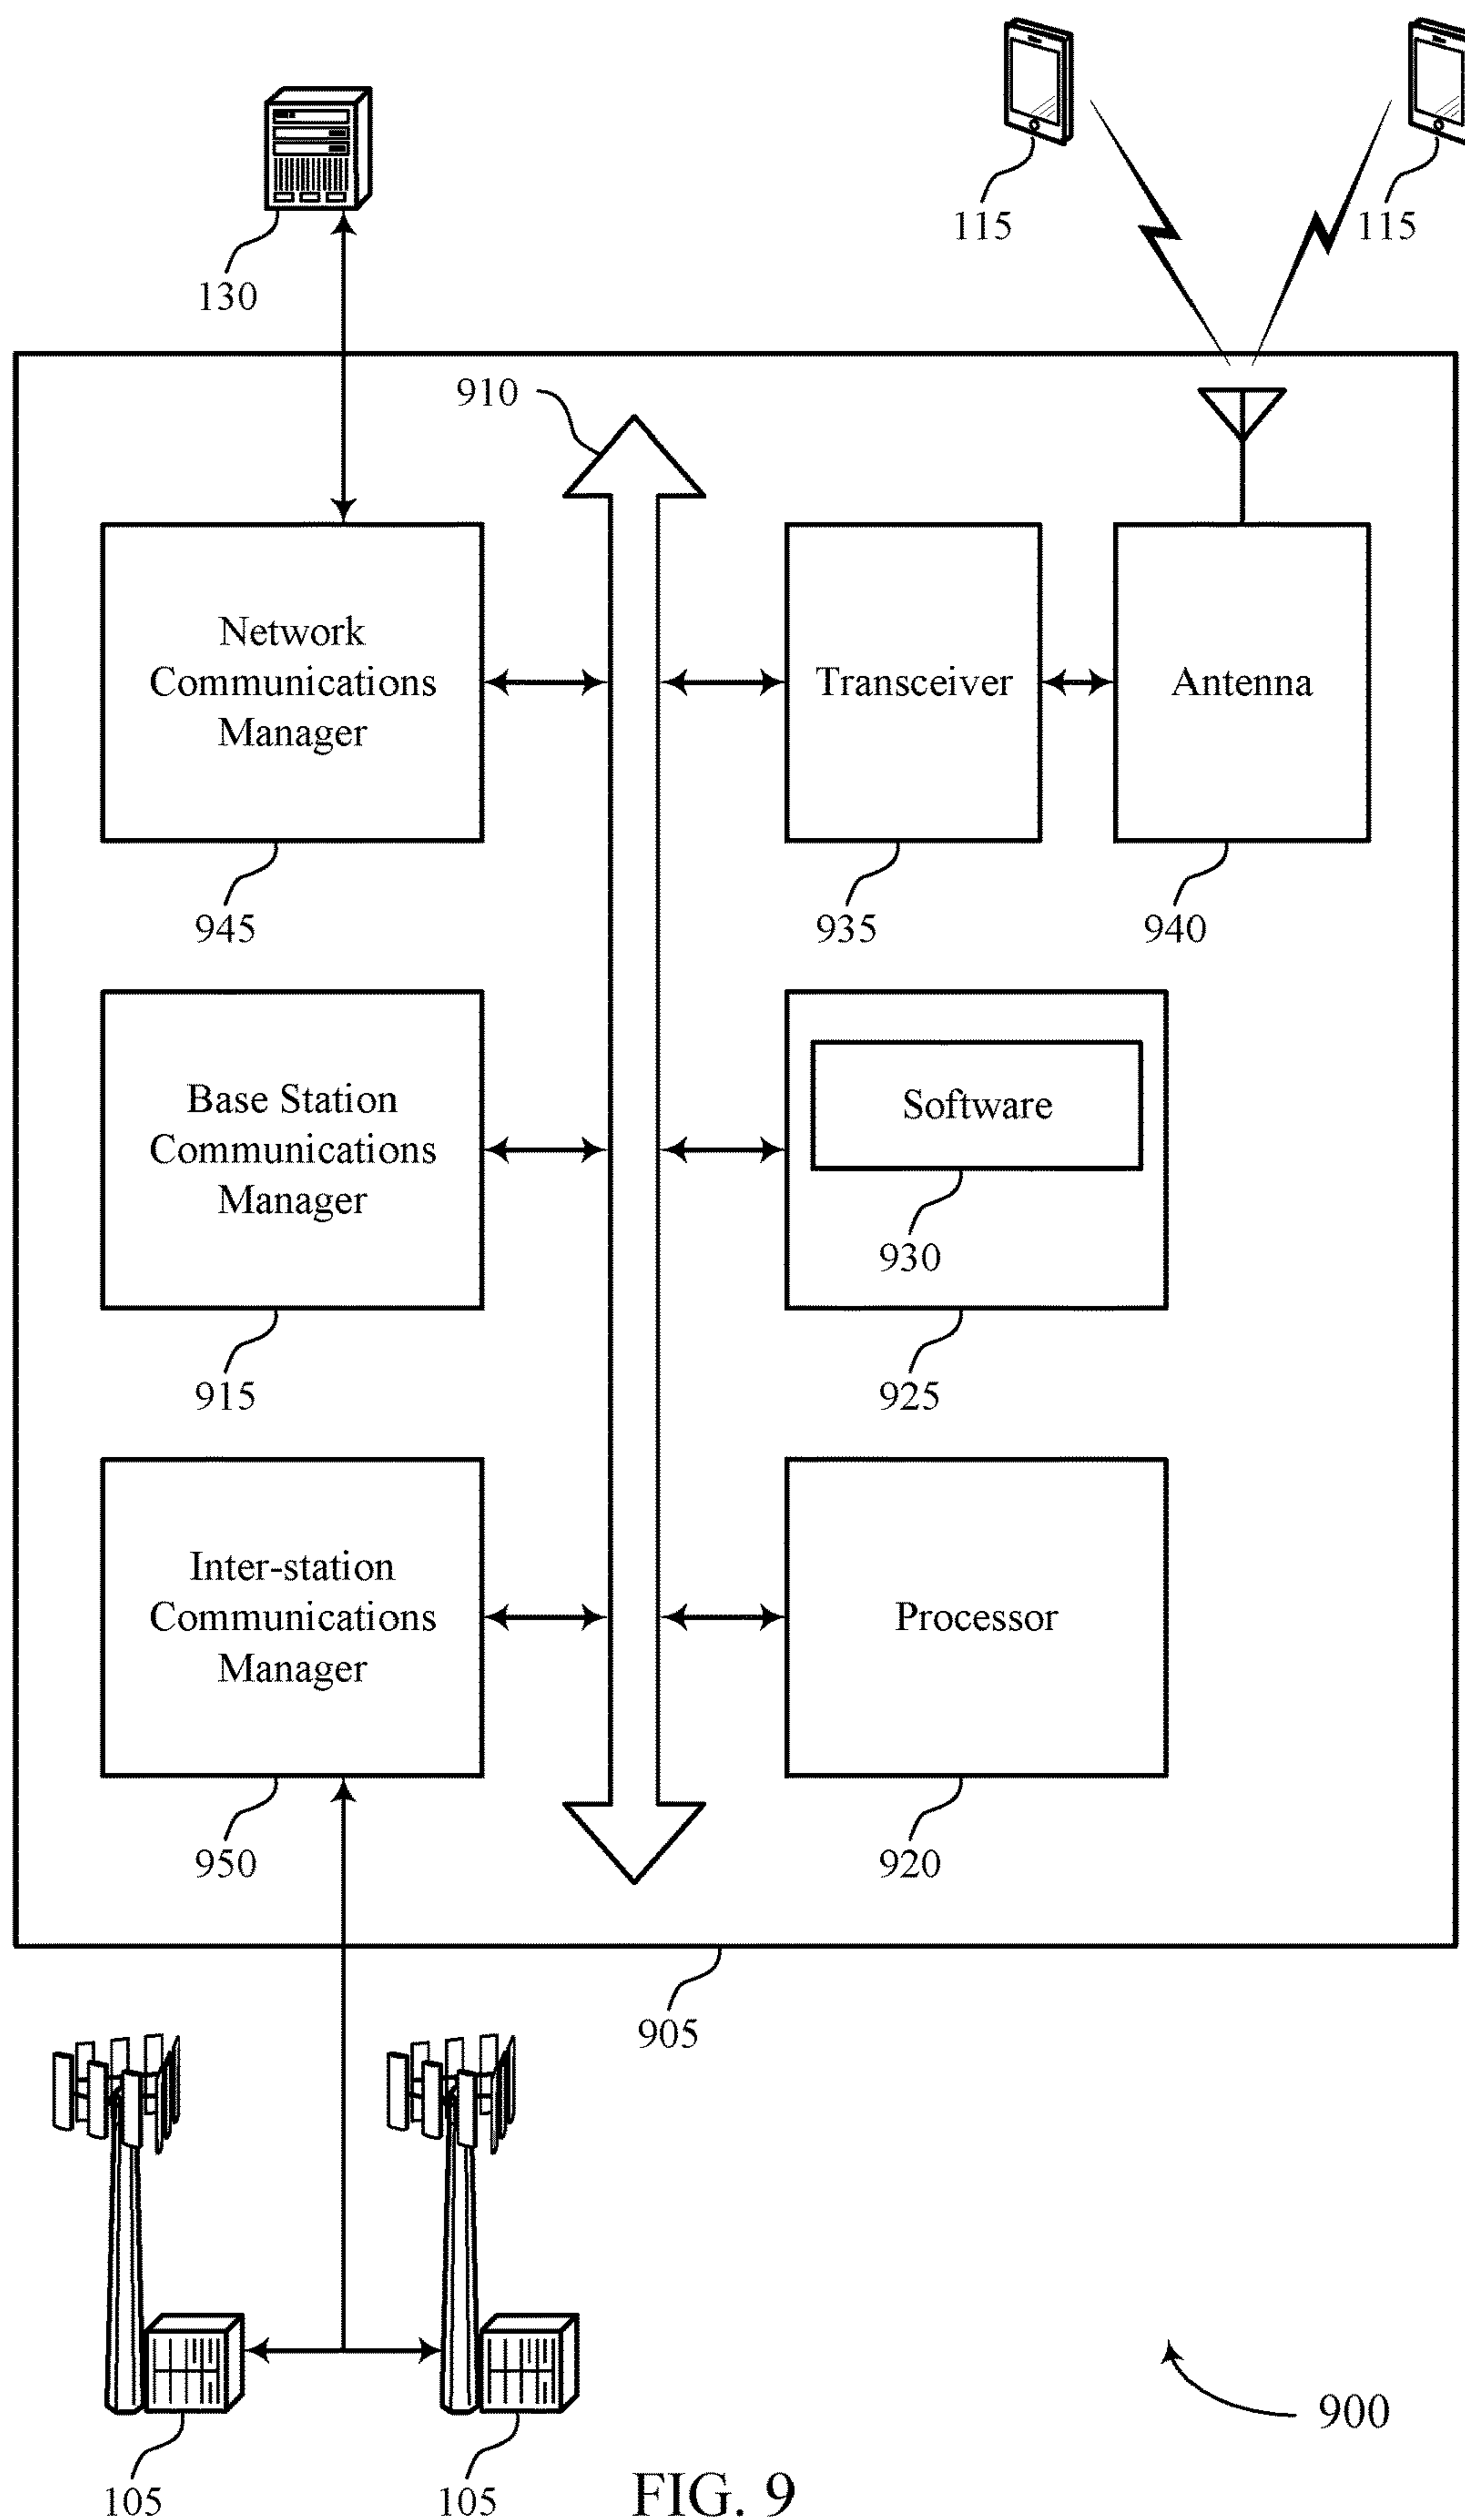 115
115
130
910
Network
Communications
Manager
Transceiver
Antenna
945
935
940
Base Station
Communications
Manager
Software
930
915
925
Inter-station
Communications
Manager
Processor
950
920
905
900
105
105
FIG. 9